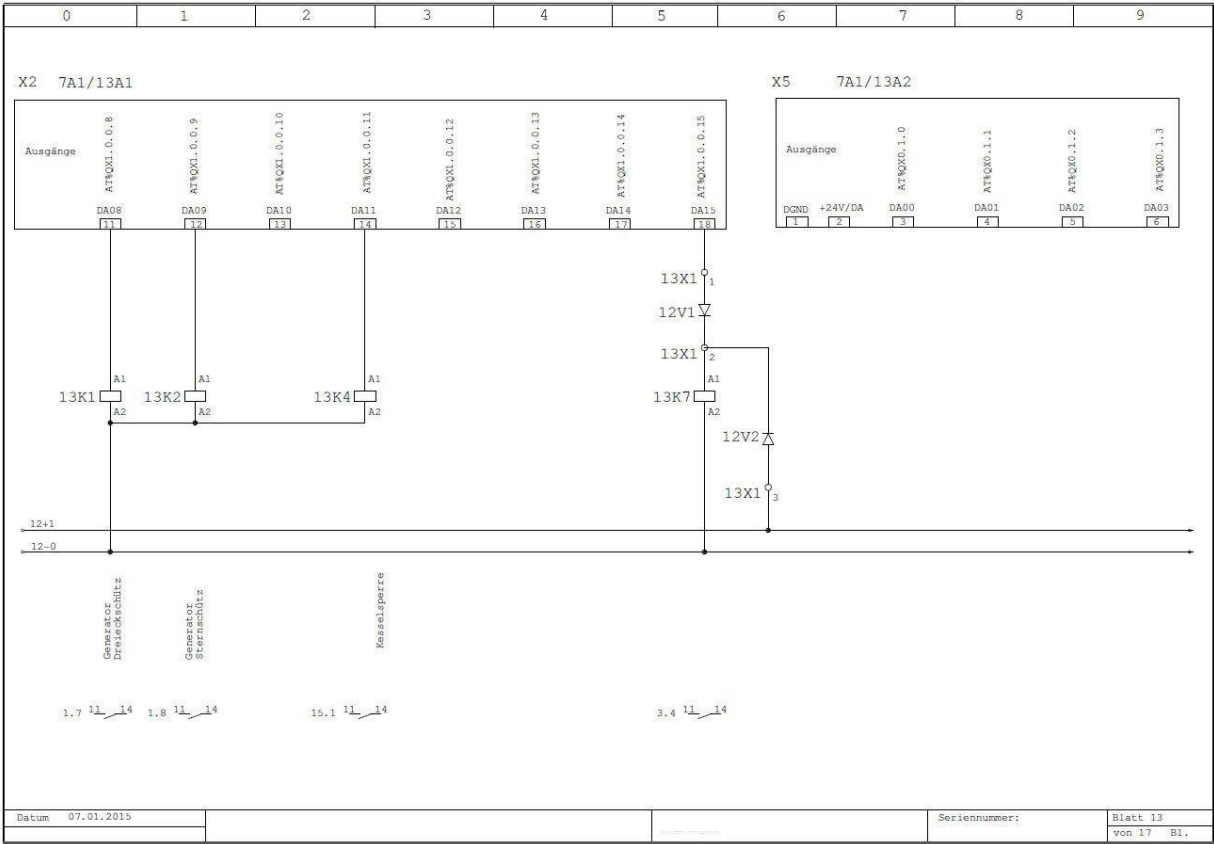 0 1 2 3 4 5 6 7 8 9
X2 7A1/13A1
X5 7A1/13A2
Ausgänge
AT%QX1.0.0.8
AT%QX1.0.0.9
AT%QX1.0.0.10
AT%QX1.0.0.11
AT%QX1.0.0.12
AT%QX1.0.0.13
AT%QX1.0.0.14
AT%QX1.0.0.15
Ausgänge
AT%QX0.1.0
AT%QX0.1.1
AT%QX0.1.2
AT%QX0.1.3
DA08 DA09 DA10 DA11 DA12 DA13 DA14 DA15
11 12 13 14 15 16 17 18
DGND +24V/DA DA00 DA01 DA02 DA03
1 2 3 4 5 6
13X1 1
12V1
13X1 2
A1 A1 A1 A1
13K1 13K2 13K4 13K7
A2 A2 A2 A2
12V2
13X1 3
12+1
12-0
Generator
Dreieckschütz
Generator
Sternschütz
Kesselsperre
1.7 11 14 1.8 11 14 15.1 11 14 3.4 11 14
Datum 07.01.2015
Seriennummer:
Blatt 13
von 17 Bl.